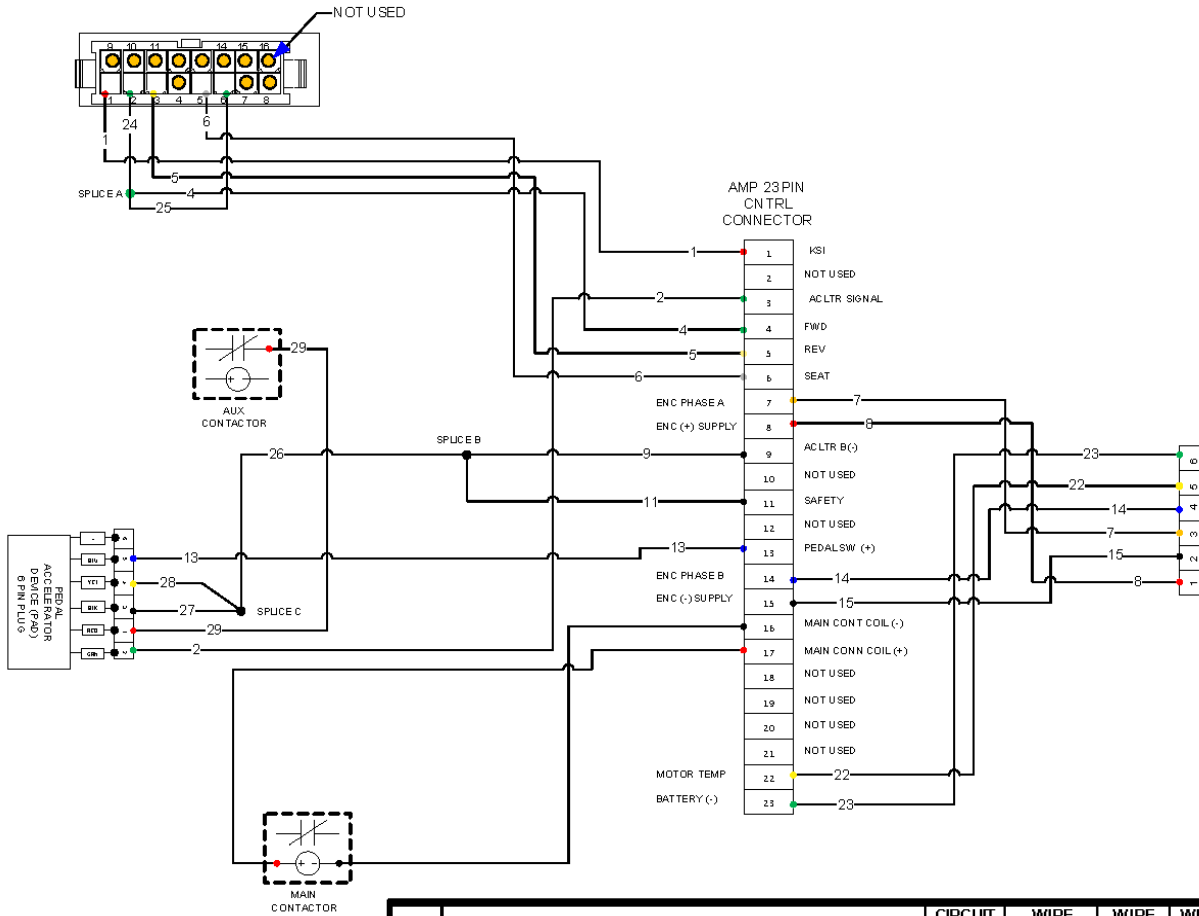 NOT USED
9 10 11 14 15 16
1 2 3 4 5 6 7 8
24
6
1
5
SPLICE A
4
25
AMP 23 PIN
CNTRL
CONNECTOR
1
1
KSI
2
NOT USED
2
3
ACLTR SIGNAL
4
4
FWD
5
5
REV
6
6
SEAT
29
AUX
CONTACTOR
ENC PHASE A
7
7
ENC (+) SUPPLY
8
8
SPLICE B
26
9
9
ACLTR B(-)
23
6
10
NOT USED
22
5
11
11
SAFETY
14
4
12
NOT USED
7
3
13
13
13
PEDAL SW (+)
15
2
ENC PHASE B
14
14
8
1
ENC (-) SUPPLY
15
15
PEDAL
ACCELERATOR
DEVICE (PAD)
6 PIN PLUG
-
BLK
RED
GRN
28
27
SPLICE C
29
2
16
MAIN CONT COIL (-)
17
MAIN CONN COIL (+)
18
NOT USED
19
NOT USED
20
NOT USED
21
NOT USED
MOTOR TEMP
22
22
BATTERY (-)
23
23
+ -
MAIN
CONTACTOR
CIRCUIT
WIRE
WIRE